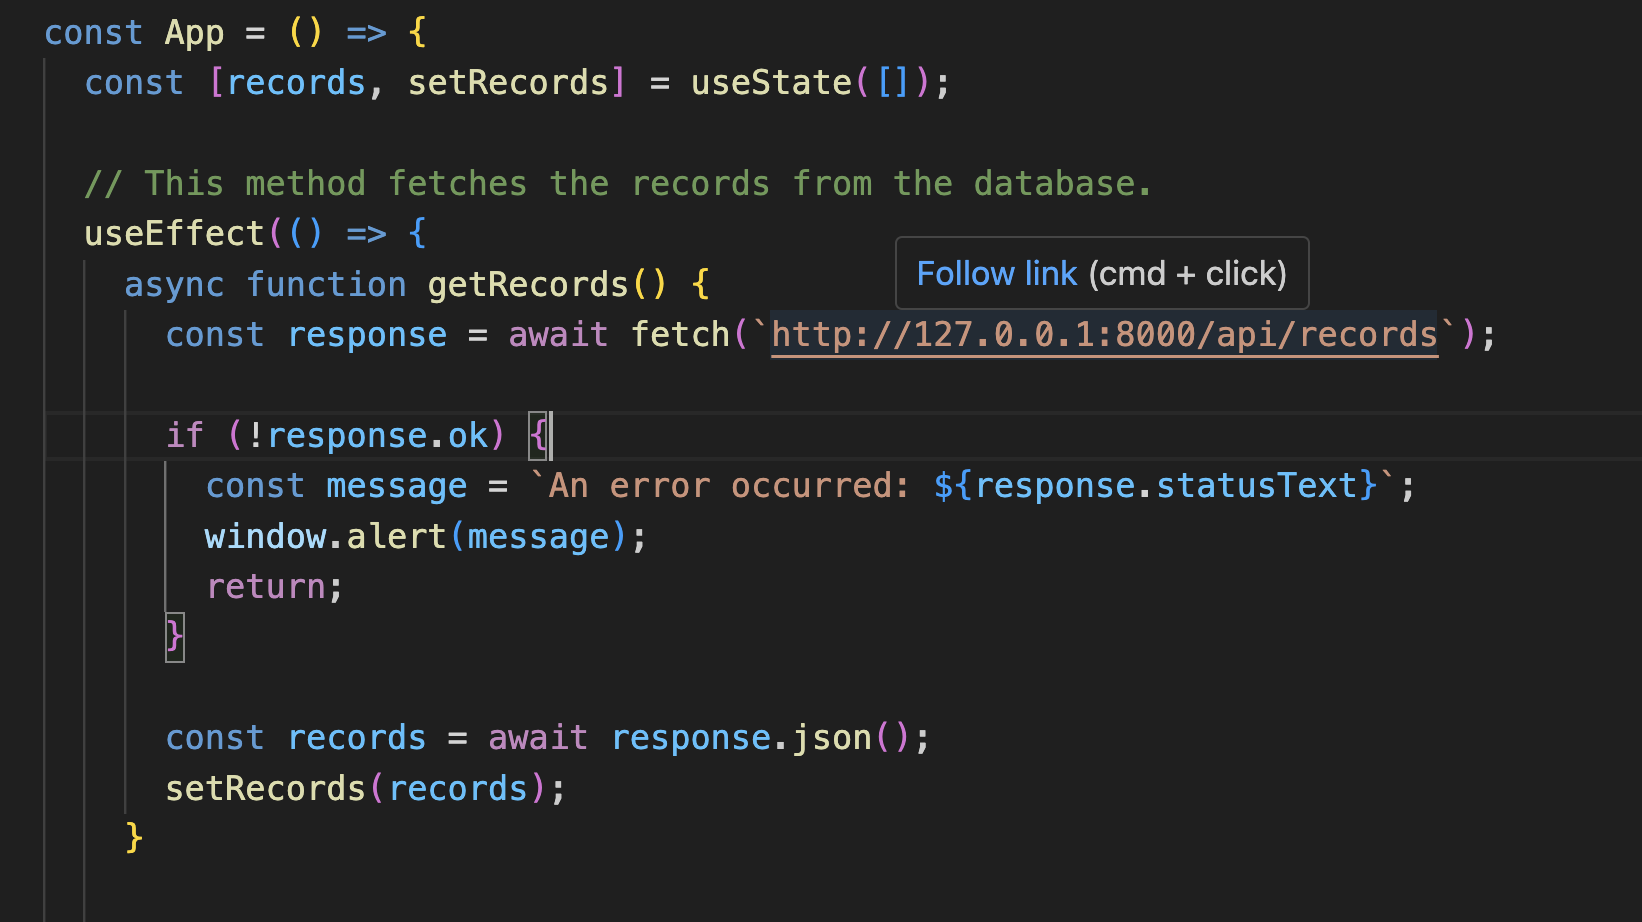 const App = () => {
const [records, setRecords] = useState([]);
// This method fetches the records from the database.
useEffect(() => {
Follow link (cmd + click)
async function getRecords() {
const response = await fetch(`http://127.0.0.1:8000/api/records`);
if (!response.ok) {
const message = `An error occurred: ${response.statusText}`;
window.alert(message);
return;
}
const records = await response.json();
setRecords(records);
}